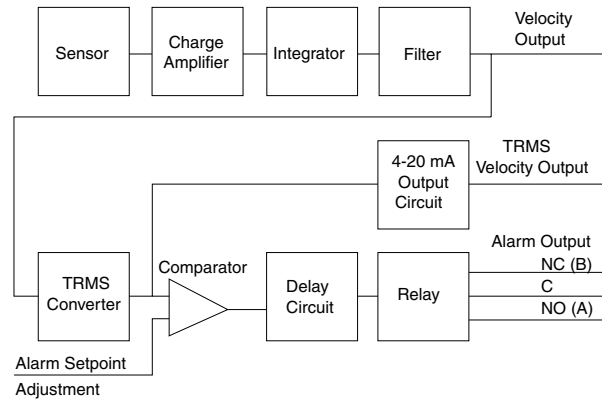 Velocity
Output
Sensor
Charge
Amplifier
Integrator
Filter
TRMS
Velocity Output
4-20 mA
Output
Circuit
Alarm Output
NC (B)
C
NO (A)
Comparator
TRMS
Converter
Delay
Circuit
Relay
Alarm Setpoint
Adjustment